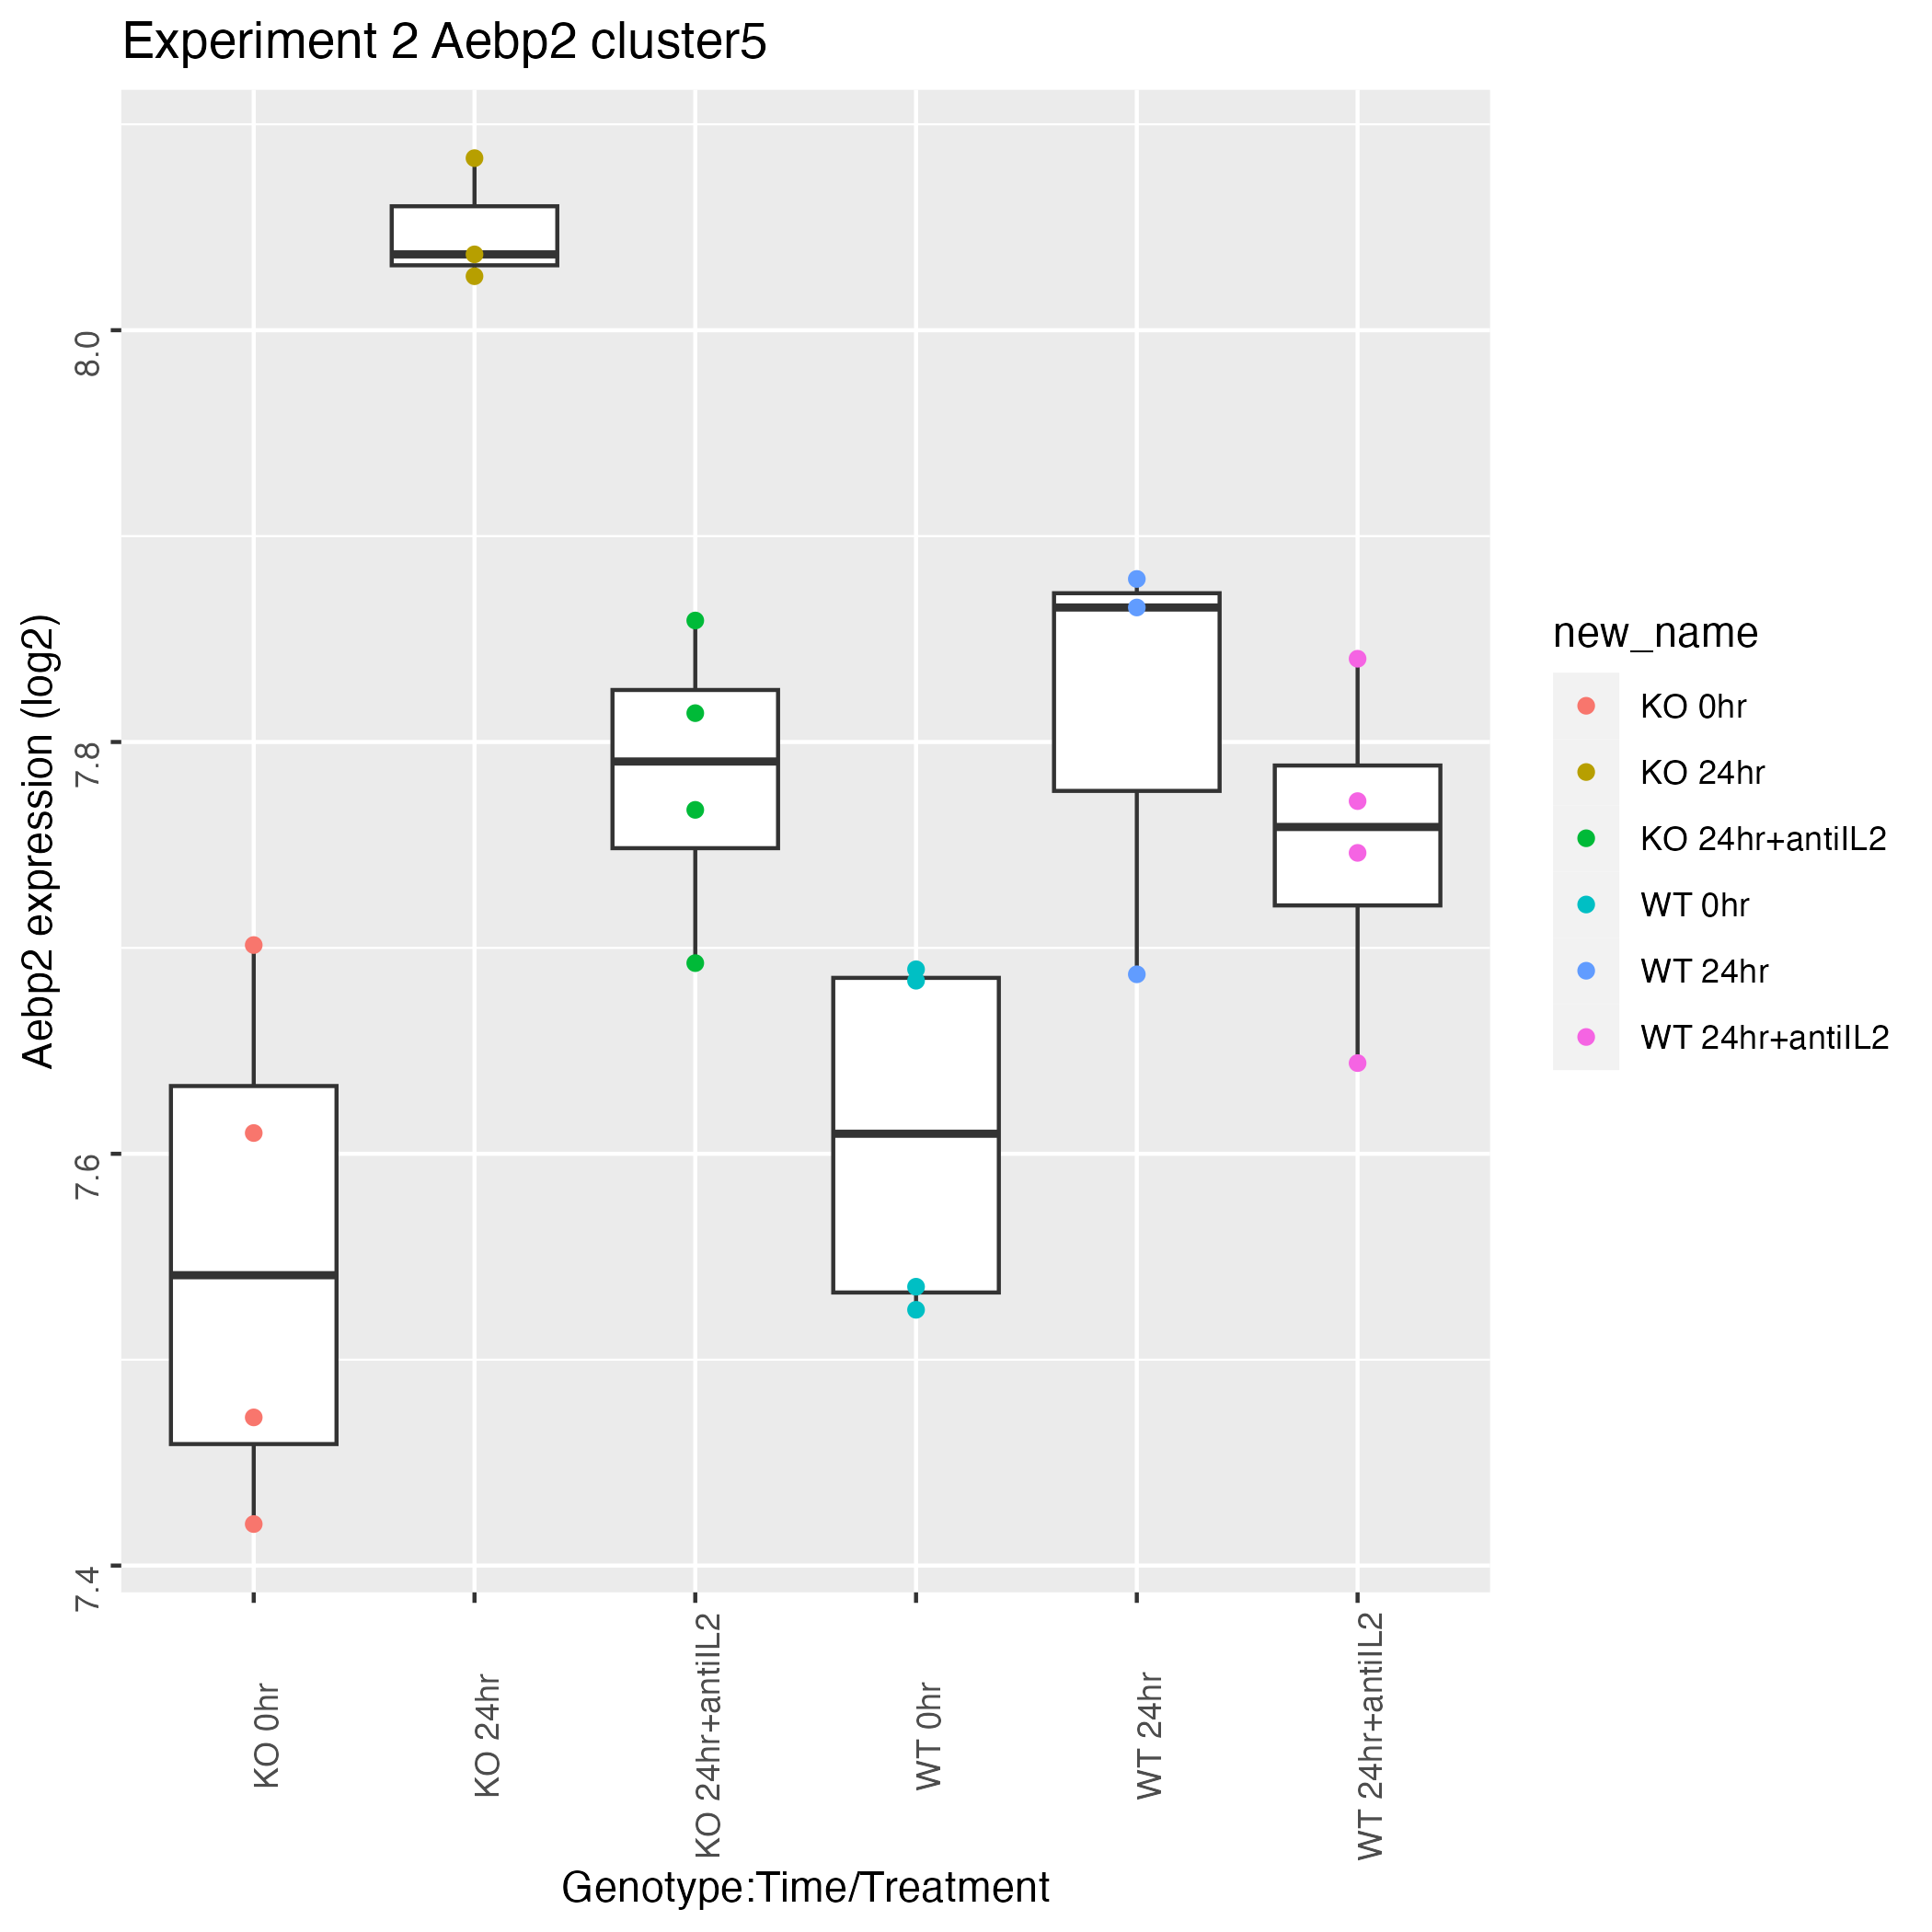 Experiment 2 Aebp2 cluster5
Aebp2 expression (log2)
8.0
7.8
7.6
7.4
KO 0hr
KO 24hr
KO 24hr+antiIL2
WT 0hr
WT 24hr
WT 24hr+antiIL2
Genotype:Time/Treatment
new_name
KO 0hr
KO 24hr
KO 24hr+antiIL2
WT 0hr
WT 24hr
WT 24hr+antiIL2